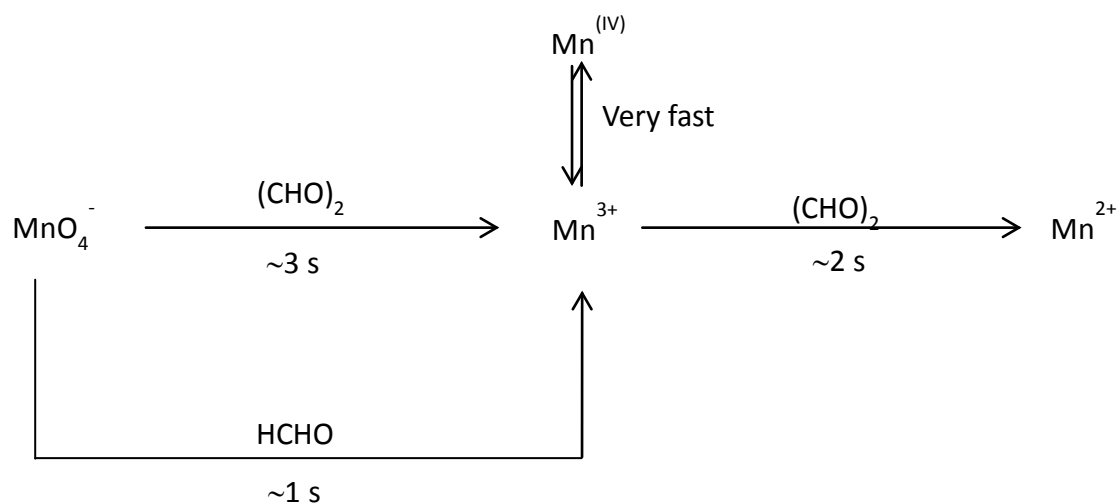 Mn(IV)
Very fast
(CHO)2
MnO4-
~3 s
Mn3+
(CHO)2
~2 s
Mn2+
HCHO
~1 s